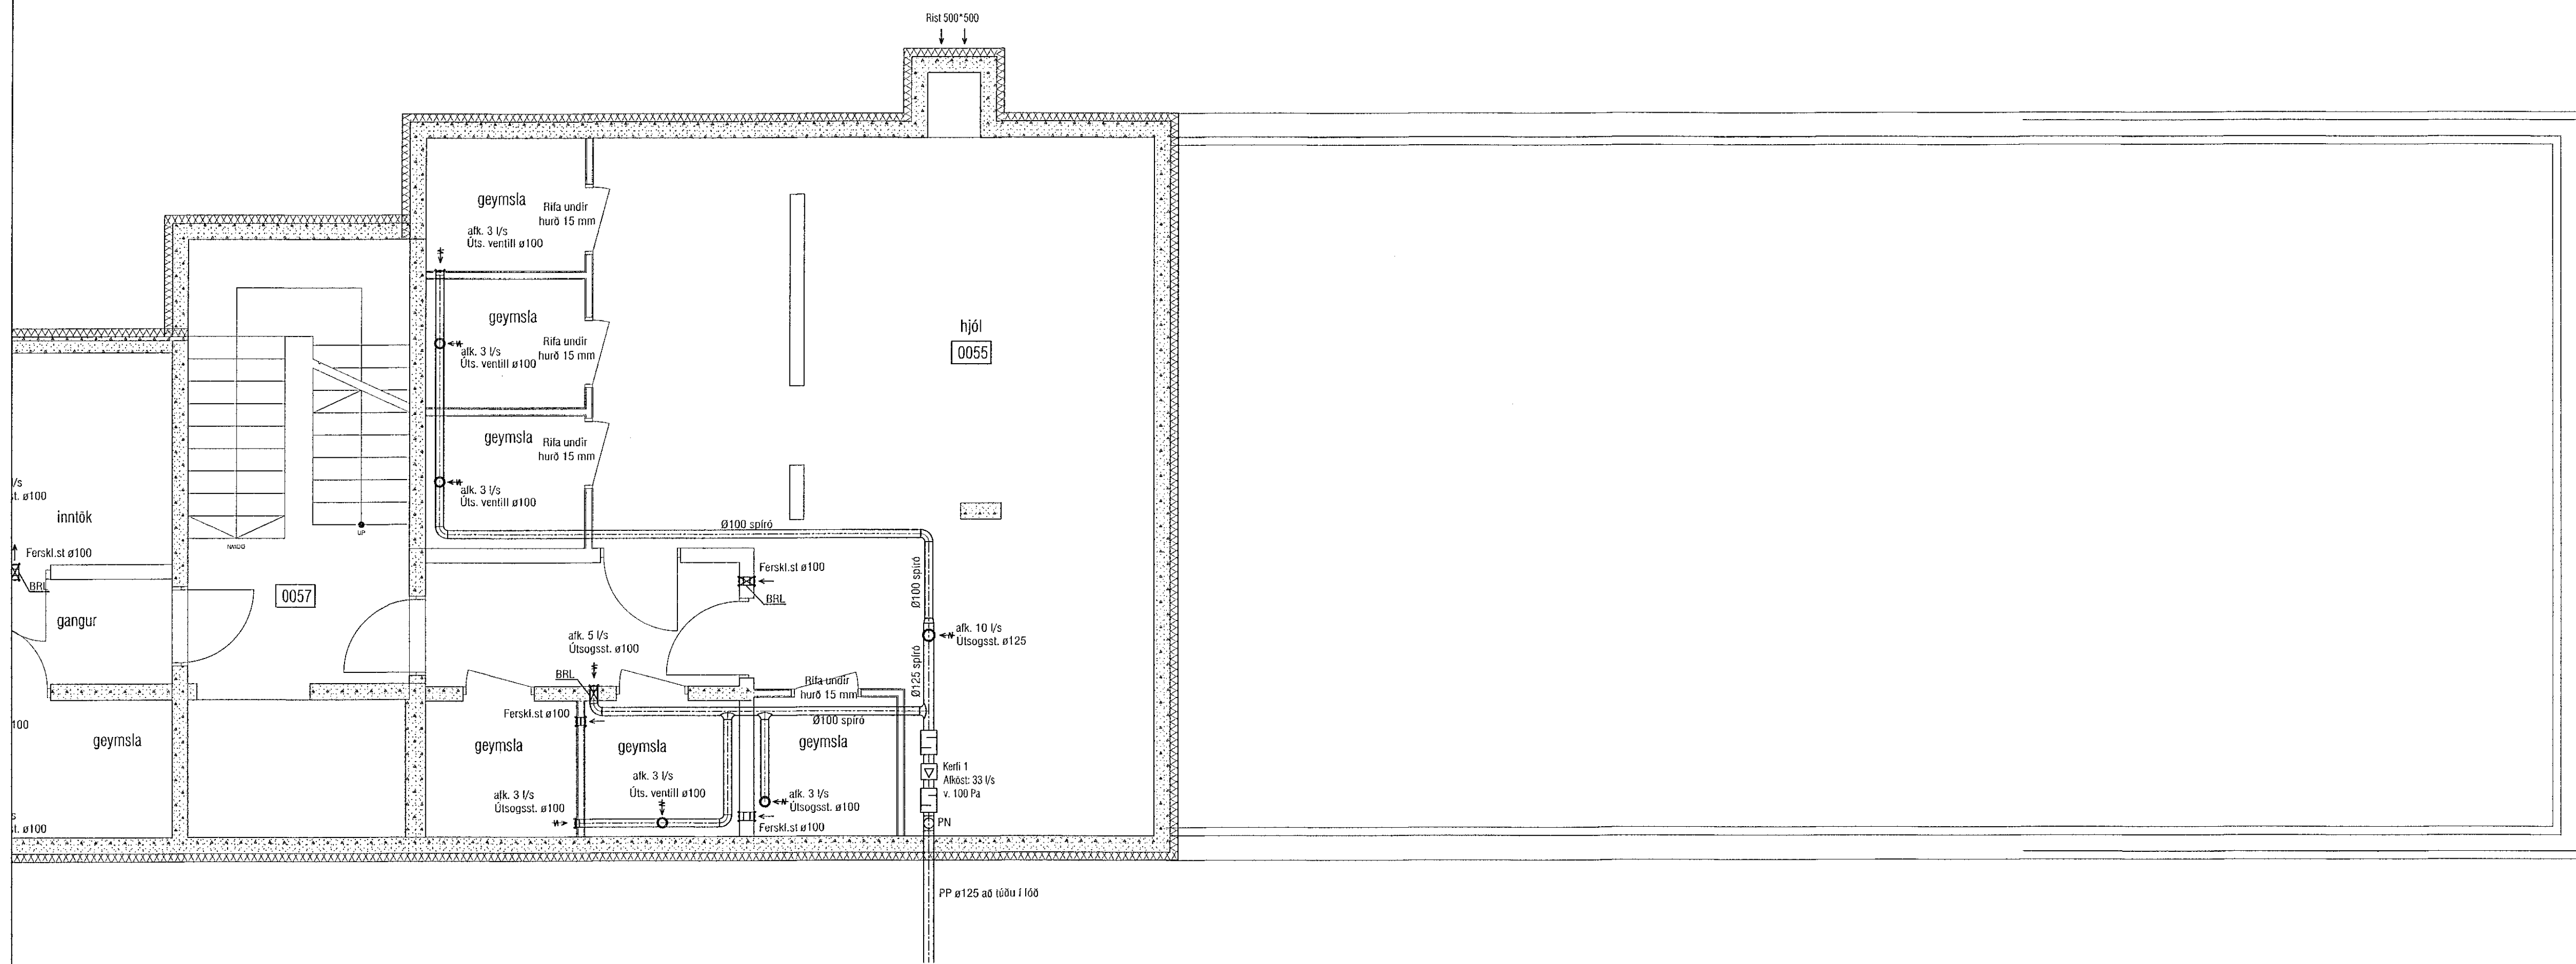 Rist 500*500
geymsla
Rifa undir
hurð 15 mm
afk. 3 l/s
Úts. ventill ø100
geymsla
Rifa undir
hurð 15 mm
afk. 3 l/s
Úts. ventill ø100
hjól
0055
geymsla
Rifa undir
hurð 15 mm
afk. 3 l/s
Úts. ventill ø100
l/s
t. ø100
inntök
UP
Ø100 spíró
Ferskl.st ø100
BRL
0057
gangur
Ferskl.st ø100
BRL
Ø100 spíró
afk. 5 l/s
Útsogsst. ø100
afk. 10 l/s
Útsogsst. ø125
BRL
Rifa undir
hurð 15 mm
Ø125 spíró
Ferskl.st ø100
Ø100 spíró
100
geymsla
geymsla
geymsla
geymsla
afk. 3 l/s
Úts. ventill ø100
afk. 3 l/s
Útsogsst. ø100
afk. 3 l/s
Útsogsst. ø100
Kerfi 1
Afköst: 33 l/s
v. 100 Pa
s
t. ø100
Ferskl.st ø100
PN
PP ø125 að túðu í lóð